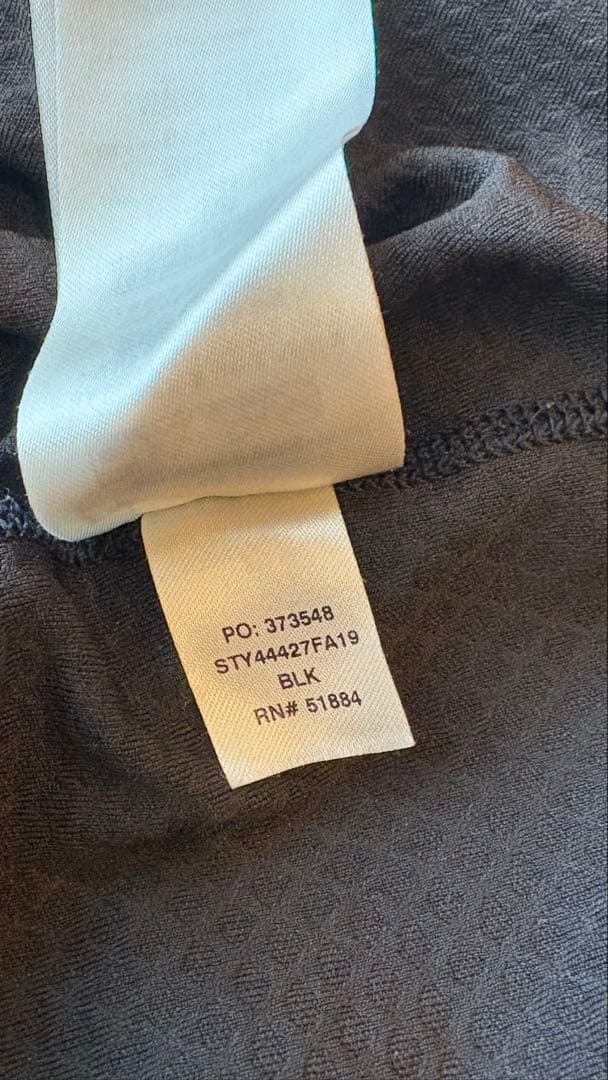 PO: 373548
STY44427FA19
BLK
RN# 51884